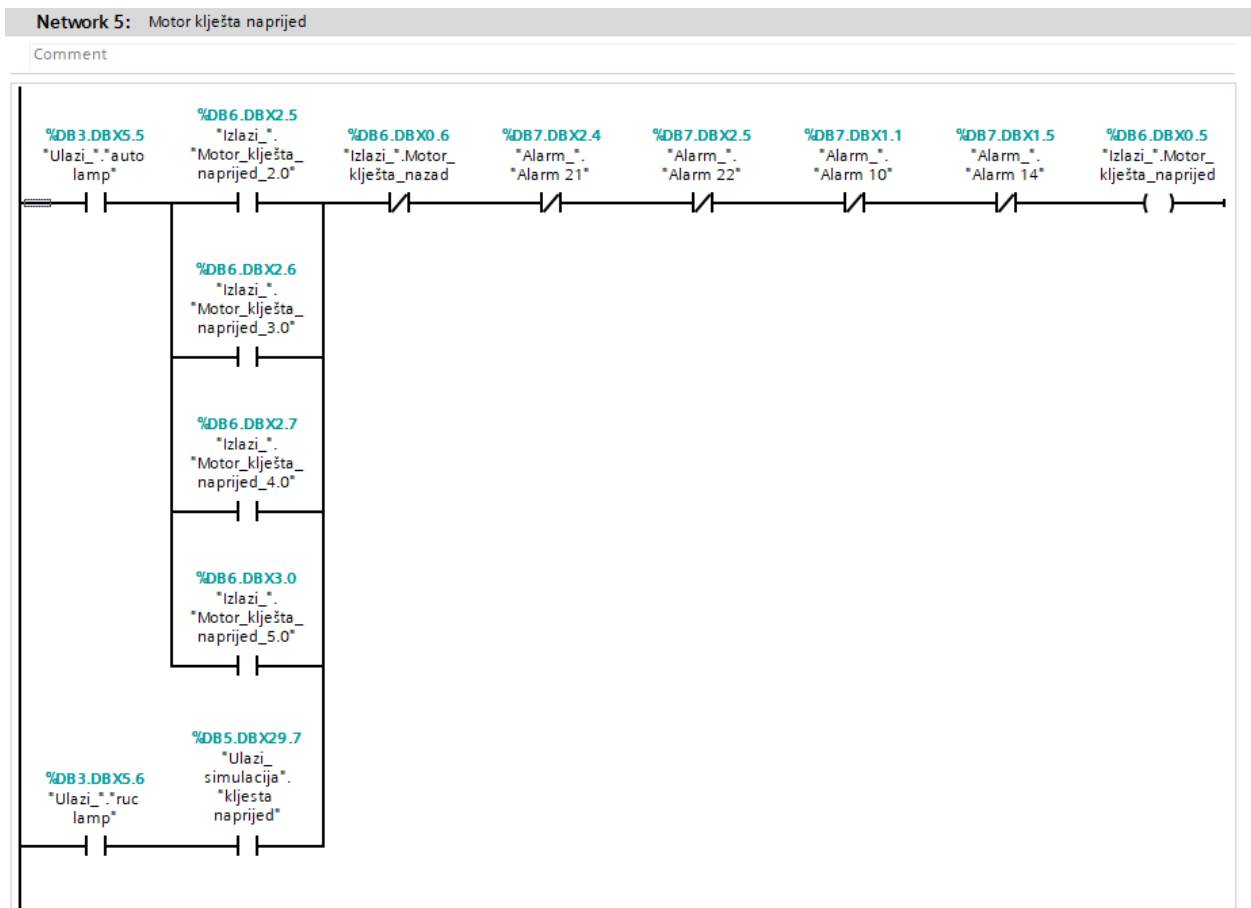 Network 5: Motor klješta naprijed
Comment
%DB3.DBX5.5
"Ulazi_"."auto
lamp"
%DB6.DBX2.5
"Izlazi_".
"Motor_klješta_
naprijed_2.0"
%DB6.DBX0.6
"Izlazi_".Motor_
klješta_nazad
%DB7.DBX2.4
"Alarm_".
"Alarm 21"
%DB7.DBX2.5
"Alarm_".
"Alarm 22"
%DB7.DBX1.1
"Alarm_".
"Alarm 10"
%DB7.DBX1.5
"Alarm_".
"Alarm 14"
%DB6.DBX0.5
"Izlazi_".Motor_
klješta_naprijed
%DB6.DBX2.6
"Izlazi_".
"Motor_klješta_
naprijed_3.0"
%DB6.DBX2.7
"Izlazi_".
"Motor_klješta_
naprijed_4.0"
%DB6.DBX3.0
"Izlazi_".
"Motor_klješta_
naprijed_5.0"
%DB3.DBX5.6
"Ulazi_"."ruc
lamp"
%DB5.DBX29.7
"Ulazi_
simulacija".
"kljesta
naprijed"